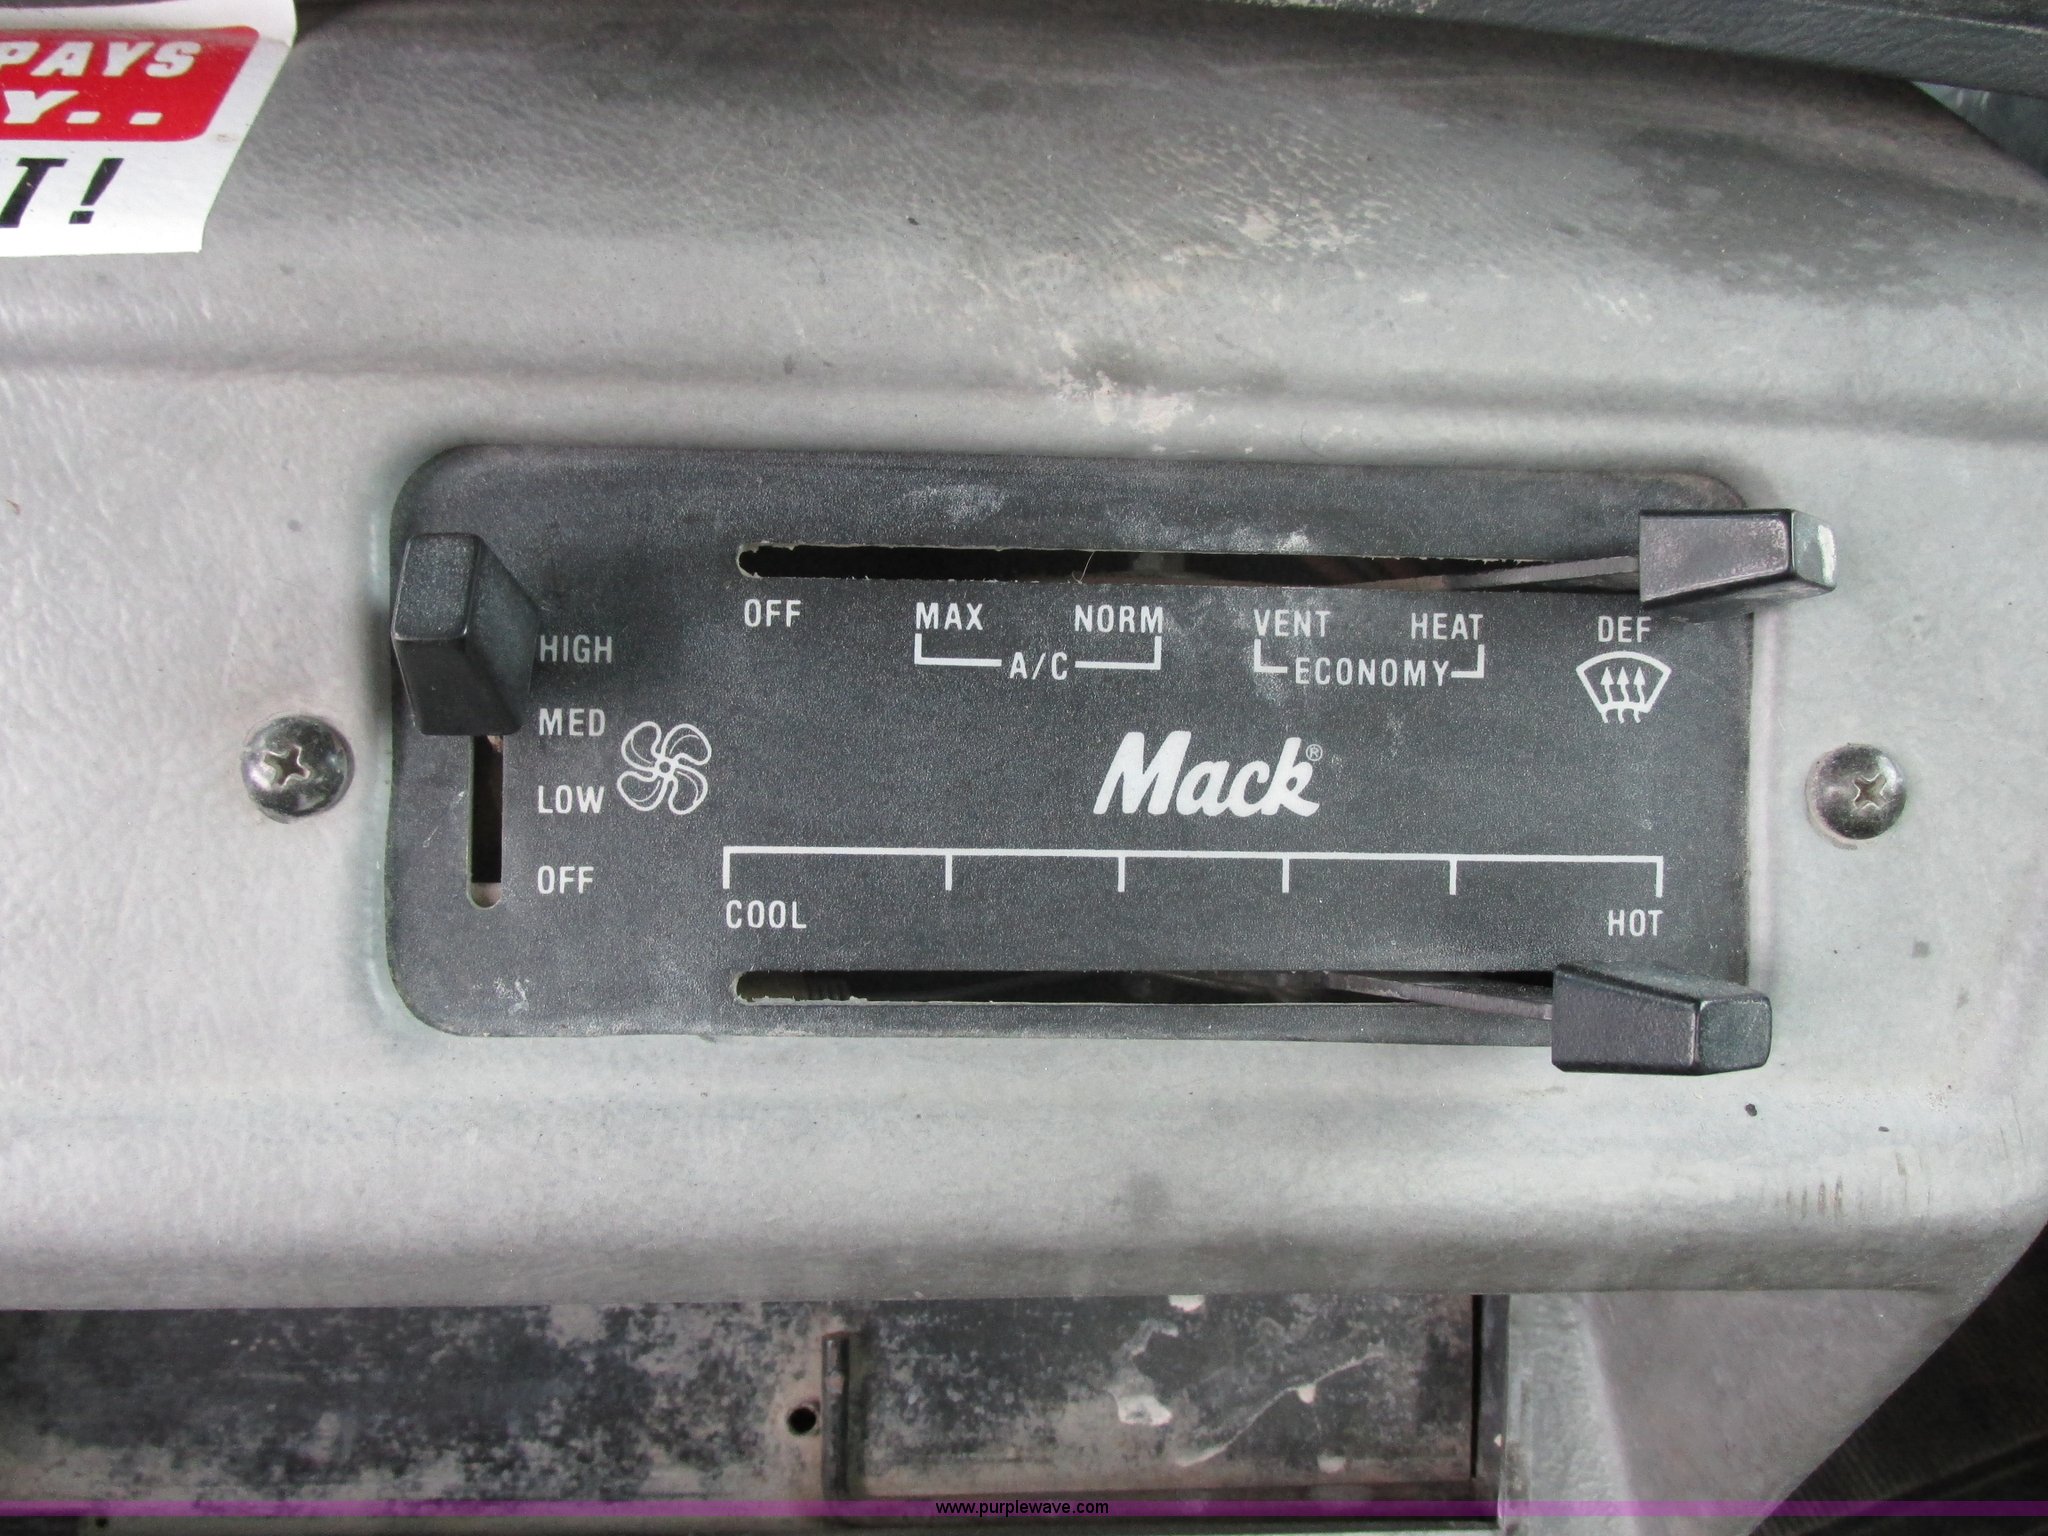 PAYS
Y..
T!
OFF
MAX
NORM
A/C
VENT
HEAT
ECONOMY
DEF
HIGH
MED
LOW
OFF
Mack®
COOL
HOT
www.purplewave.com